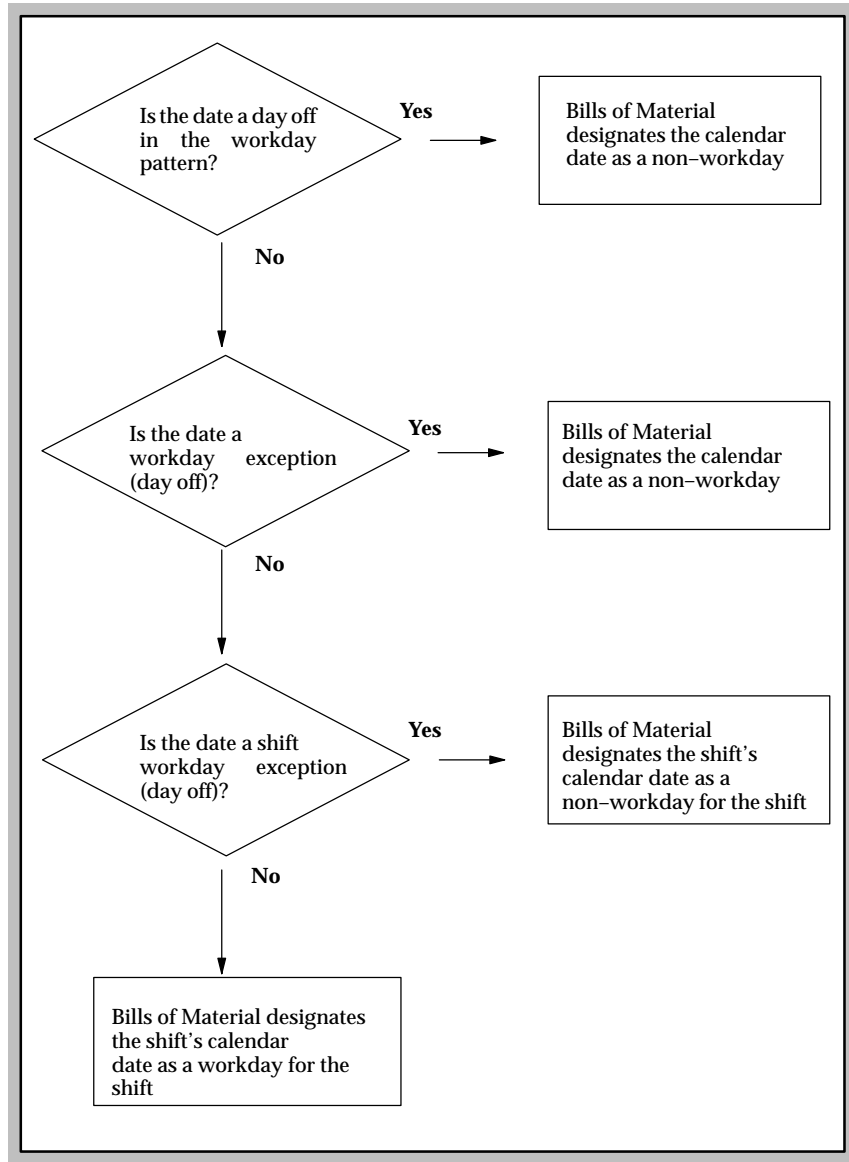 Is the date a day off
in the workday
pattern?
Yes
Bills of Material
designates the calendar
date as a non–workday
No
Is the date a
workday exception
(day off)?
Yes
Bills of Material
designates the calendar
date as a non–workday
No
Is the date a shift
workday exception
(day off)?
Yes
Bills of Material
designates the shift's
calendar date as a
non–workday for the shift
No
Bills of Material designates
the shift's calendar
date as a workday for the
shift